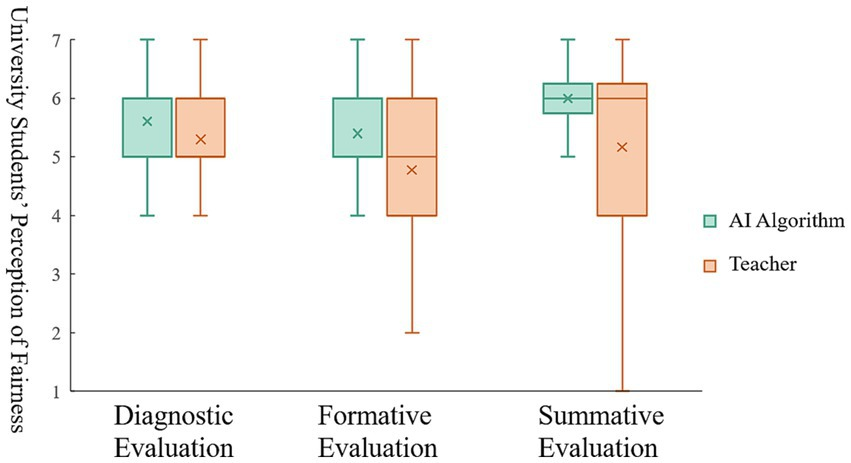 University Students’ Perception of Fairness
7
6
5
4
3
2
1
Diagnostic
Evaluation
Formative
Evaluation
Summative
Evaluation
AI Algorithm
Teacher